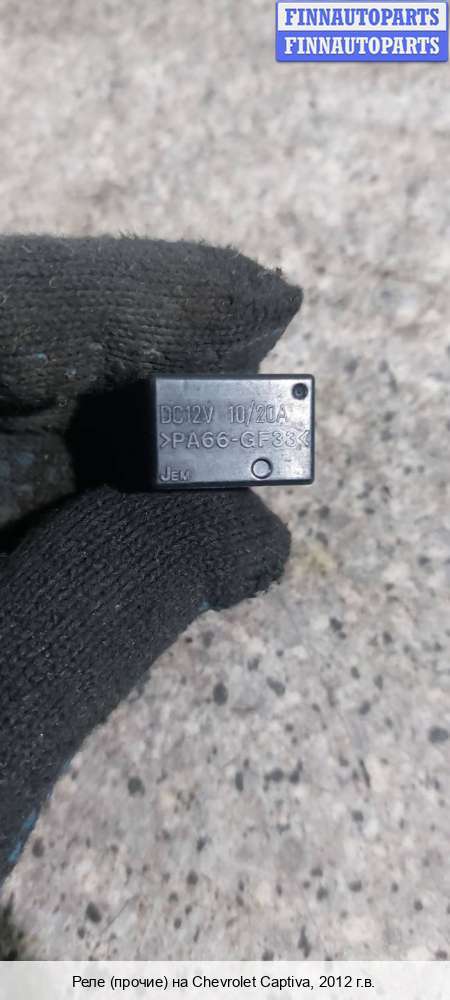 FINNAUTOPARTS
FINNAUTOPARTS
DC12V 10/20A
>PA66-GF33<
JEM
Реле (прочие) на Chevrolet Captiva, 2012 г.в.